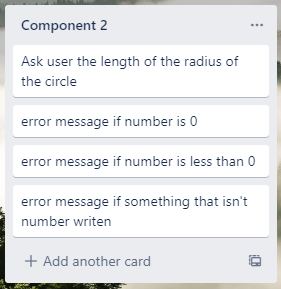 Component 2
Ask user the length of the radius of
the circle
error message if number is 0
error message if number is less than 0
error message if something that isn't
number writen
Add another card